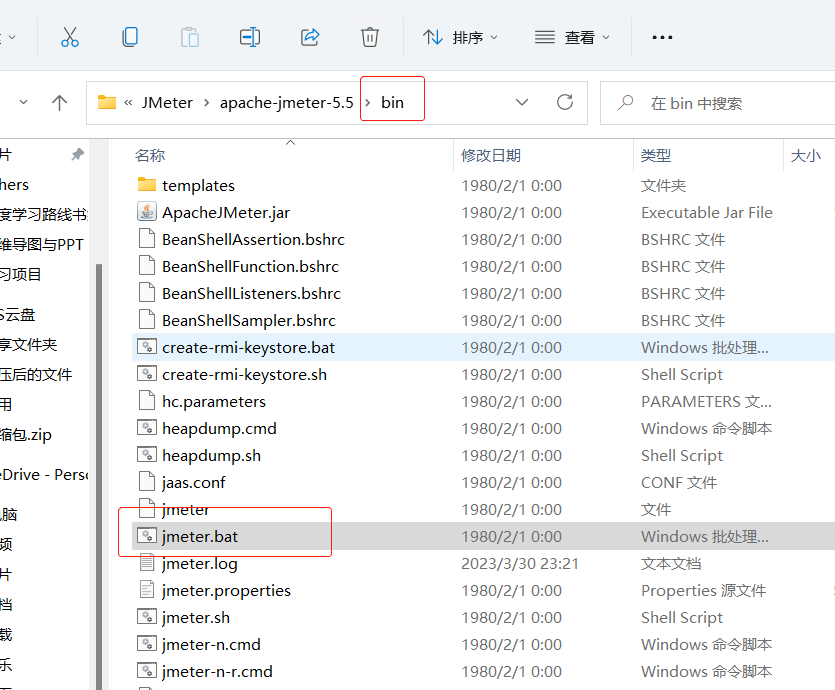 排序
查看
« JMeter › apache-jmeter-5.5 › bin
在 bin 中搜索
名称 修改日期 类型 大小
templates 1980/2/1 0:00 文件夹
ApacheJMeter.jar 1980/2/1 0:00 Executable Jar File
BeanShellAssertion.bshrc 1980/2/1 0:00 BSHRC 文件
BeanShellFunction.bshrc 1980/2/1 0:00 BSHRC 文件
BeanShellListeners.bshrc 1980/2/1 0:00 BSHRC 文件
BeanShellSampler.bshrc 1980/2/1 0:00 BSHRC 文件
create-rmi-keystore.bat 1980/2/1 0:00 Windows 批处理...
create-rmi-keystore.sh 1980/2/1 0:00 Shell Script
hc.parameters 1980/2/1 0:00 PARAMETERS 文...
heapdump.cmd 1980/2/1 0:00 Windows 命令脚本
heapdump.sh 1980/2/1 0:00 Shell Script
jaas.conf 1980/2/1 0:00 CONF 文件
jmeter 1980/2/1 0:00 文件
jmeter.bat 1980/2/1 0:00 Windows 批处理...
jmeter.log 2023/3/30 23:21 文本文档
jmeter.properties 1980/2/1 0:00 Properties 源文件
jmeter.sh 1980/2/1 0:00 Shell Script
jmeter-n.cmd 1980/2/1 0:00 Windows 命令脚本
jmeter-n-r.cmd 1980/2/1 0:00 Windows 命令脚本
片
hers
度学习路线书
维导图与PPT
习项目
S云盘
享文件夹
压后的文件
用
缩包.zip
eDrive - Perso
脑
频
片
档
载
乐